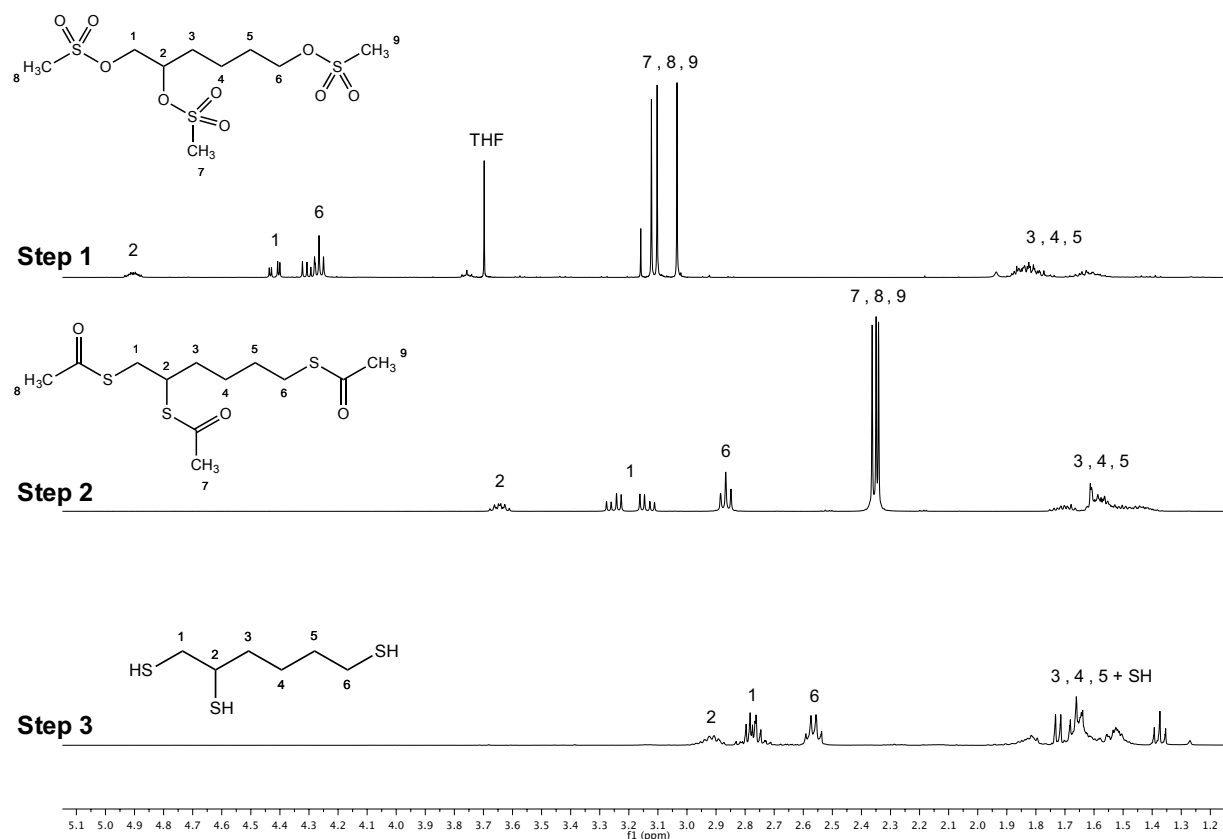 O O
S
H₃C
8
O
1
2
3
4
5
6
O
S
O O
CH₃
9
O
S
O
O
CH₃
7
Step 1
2
1
6
THF
7 , 8 , 9
3 , 4 , 5
O
H₃C
8
S
1
2
3
4
5
6
S
O
CH₃
9
S
O
CH₃
7
Step 2
2
1
6
7 , 8 , 9
3 , 4 , 5
HS
1
2
3
4
5
6
SH
SH
Step 3
2
1
6
3 , 4 , 5 + SH
5.1 5.0 4.9 4.8 4.7 4.6 4.5 4.4 4.3 4.2 4.1 4.0 3.9 3.8 3.7 3.6 3.5 3.4 3.3 3.2 3.1 3.0 2.9 2.8 2.7 2.6 2.5 2.4 2.3 2.2 2.1 2.0 1.9 1.8 1.7 1.6 1.5 1.4 1.3 1.2
f1 (ppm)